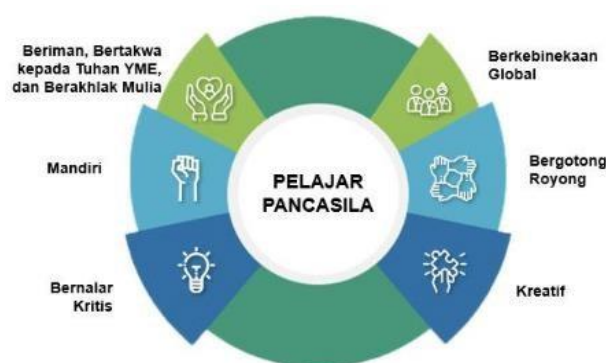 Beriman, Bertakwa
kepada Tuhan YME,
dan Berakhlak Mulia
Berkebinekaan
Global
Mandiri
PELAJAR
PANCASILA
Bergotong
Royong
Bernalar
Kritis
Kreatif